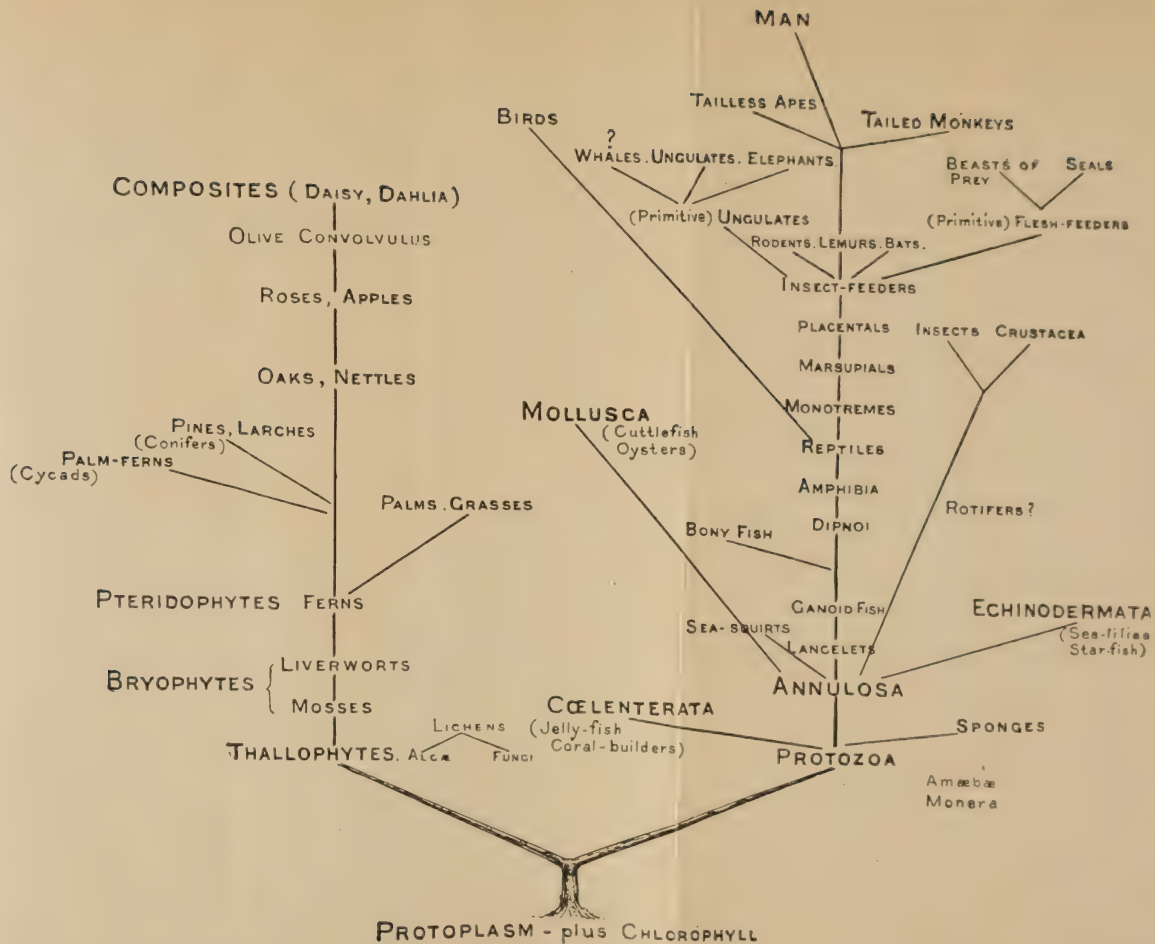 MAN
TAILLESS APES
TAILED MONKEYS
BIRDS
?
WHALES. UNGULATES. ELEPHANTS.
BEASTS OF PREY
SEALS
COMPOSITES (DAISY, DAHLIA)
(Primitive) UNGULATES
(Primitive) FLESH-FEEDERS
OLIVE CONVOLVULUS
RODENTS. LEMURS. BATS.
INSECT-FEEDERS
ROSES, APPLES
PLACENTALS
INSECTS CRUSTACEA
MARSUPIALS
OAKS, NETTLES
MONOTREMES
MOLLUSCA
(Cuttlefish
Oysters)
PINES, LARCHES
(Conifers)
REPTILES
PALM-FERNS
(Cycads)
AMPHIBIA
PALMS. GRASSES
ROTIFERS?
DIPNOI
BONY FISH
PTERIDOPHYTES FERNS
GANOID FISH
ECHINODERMATA
(Sea-lilies
Star-fish)
SEA-SQUIRTS
LANCELETS
LIVERWORTS
BRYOPHYTES
MOSSES
ANNULOSA
CŒLENTERATA
(Jelly-fish
Coral-builders)
LICHENS
SPONGES
THALLOPHYTES. ALGÆ FUNGI
PROTOZOA
Amæbæ
Monera
PROTOPLASM - plus CHLOROPHYLL